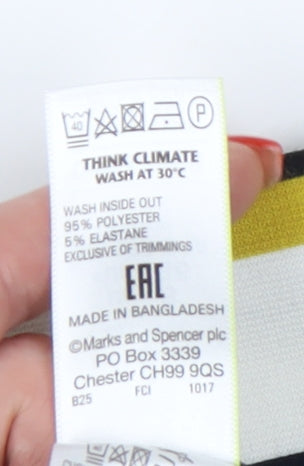 40 P
THINK CLIMATE
WASH AT 30°C
WASH INSIDE OUT
95% POLYESTER
5% ELASTANE
EXCLUSIVE OF TRIMMINGS
EAC
MADE IN BANGLADESH
©Marks and Spencer plc
PO Box 3339
Chester CH99 9QS
B25 FCI 1017